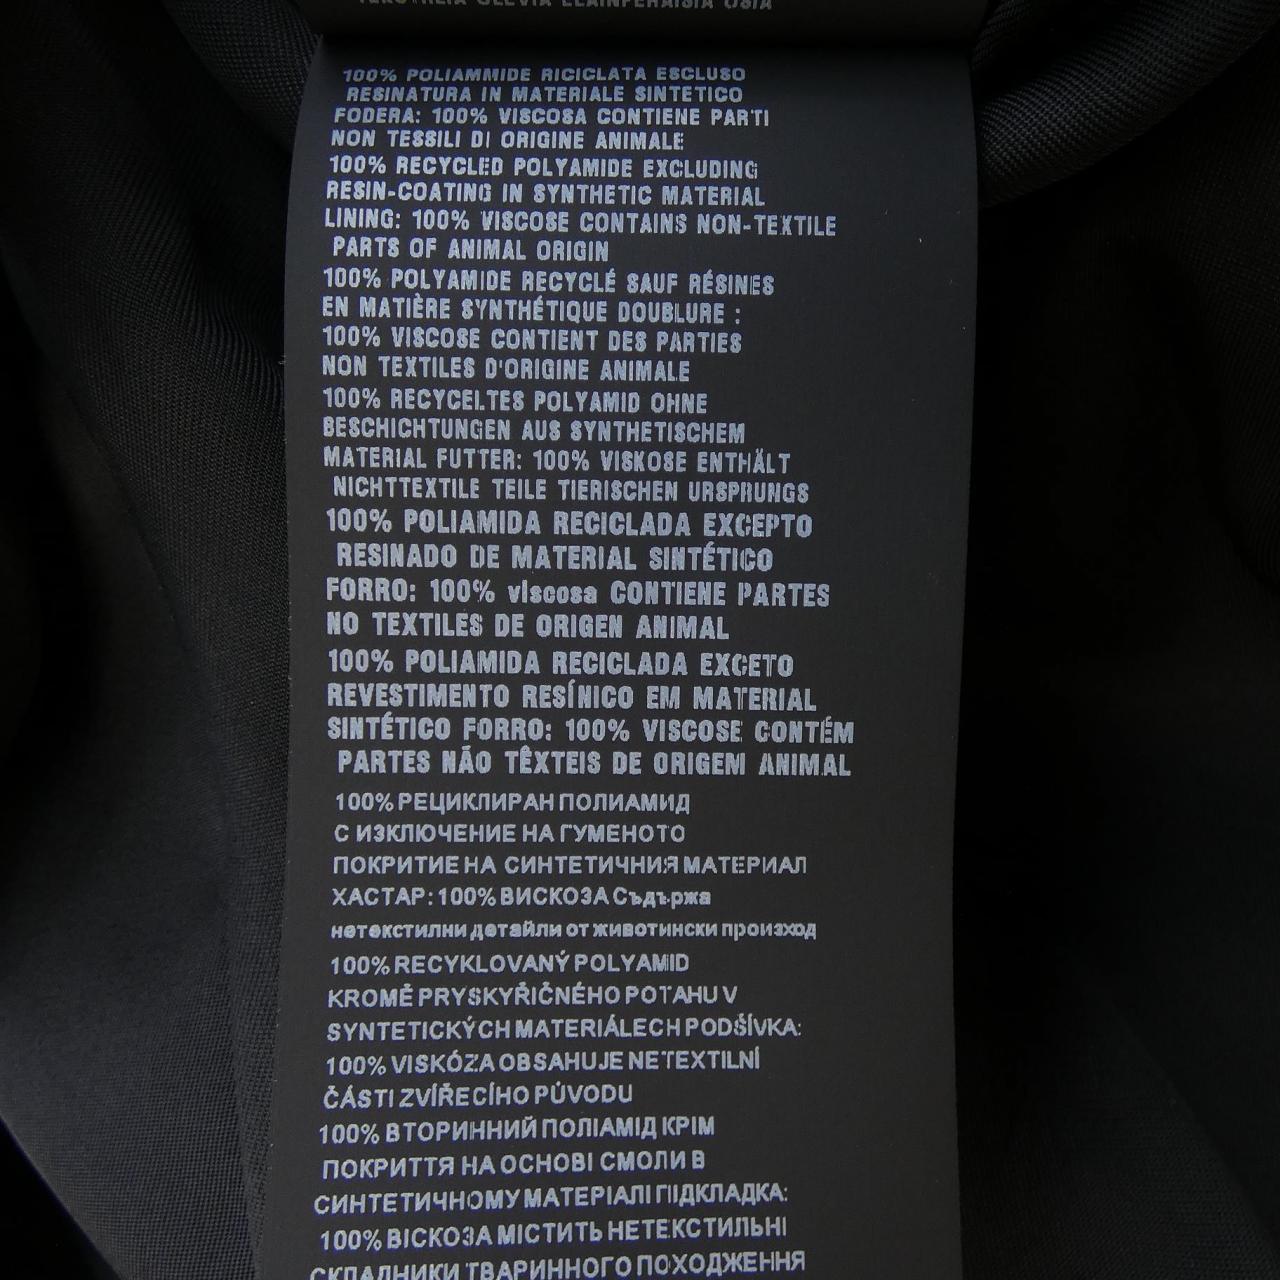 100% POLIAMMIDE RICICLATA ESCLUSO
RESINATURA IN MATERIALE SINTETICO
FODERA: 100% VISCOSA CONTIENE PARTI
NON TESSILI DI ORIGINE ANIMALE
100% RECYCLED POLYAMIDE EXCLUDING
RESIN-COATING IN SYNTHETIC MATERIAL
LINING: 100% VISCOSE CONTAINS NON-TEXTILE
PARTS OF ANIMAL ORIGIN
100% POLYAMIDE RECYCLÉ SAUF RÉSINES
EN MATIÈRE SYNTHÉTIQUE DOUBLURE :
100% VISCOSE CONTIENT DES PARTIES
NON TEXTILES D'ORIGINE ANIMALE
100% RECYCELTES POLYAMID OHNE
BESCHICHTUNGEN AUS SYNTHETISCHEM
MATERIAL FUTTER: 100% VISKOSE ENTHÄLT
NICHTTEXTILE TEILE TIERISCHEN URSPRUNGS
100% POLIAMIDA RECICLADA EXCEPTO
RESINADO DE MATERIAL SINTÉTICO
FORRO: 100% viscosa CONTIENE PARTES
NO TEXTILES DE ORIGEN ANIMAL
100% POLIAMIDA RECICLADA EXCETO
REVESTIMENTO RESÍNICO EM MATERIAL
SINTÉTICO FORRO: 100% VISCOSE CONTÉM
PARTES NÃO TÊXTEIS DE ORIGEM ANIMAL
100% РЕЦИКЛИРАН ПОЛИАМИД
С ИЗКЛЮЧЕНИЕ НА ГУМЕНОТО
ПОКРИТИЕ НА СИНТЕТИЧНИЯ МАТЕРИАЛ
ХАСТАР: 100% ВИСКОЗА Съдържа
нетекстилни детайли от животински произход
100% RECYKLOVANÝ POLYAMID
KROMĚ PRYSKYŘIČNÉHO POTAHU V
SYNTETICKÝCH MATERIÁLECH PODŠÍVKA:
100% VISKÓZA OBSAHUJE NETEXTILNÍ
ČÁSTI ZVÍŘECÍHO PŮVODU
100% ВТОРИННИЙ ПОЛІАМІД КРІМ
ПОКРИТТЯ НА ОСНОВІ СМОЛИ В
СИНТЕТИЧНОМУ МАТЕРІАЛІ ПІДКЛАДКА:
100% ВІСКОЗА МІСТИТЬ НЕТЕКСТИЛЬНІ
СКЛАДНИКИ ТВАРИННОГО ПОХОДЖЕННЯ